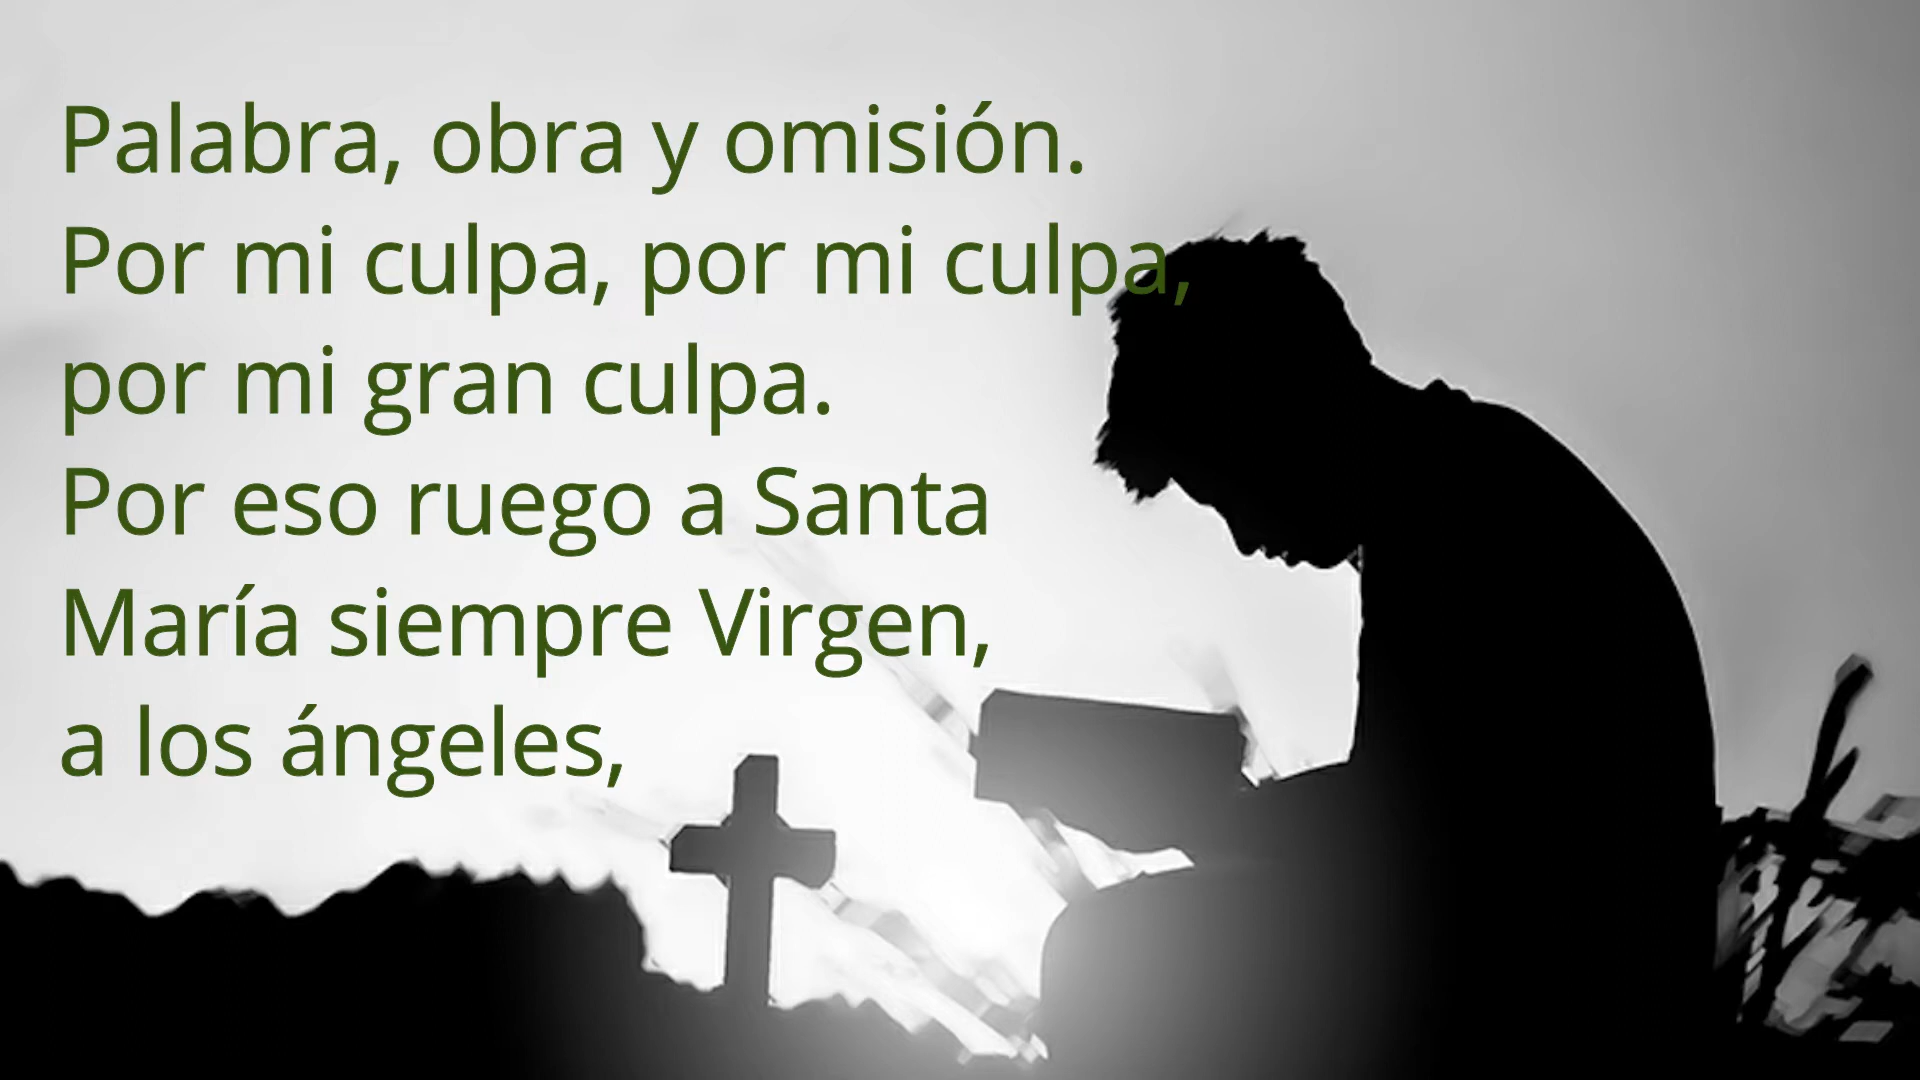 Palabra, obra y omisión.
Por mi culpa, por mi culpa,
por mi gran culpa.
Por eso ruego a Santa
María siempre Virgen,
a los ángeles,